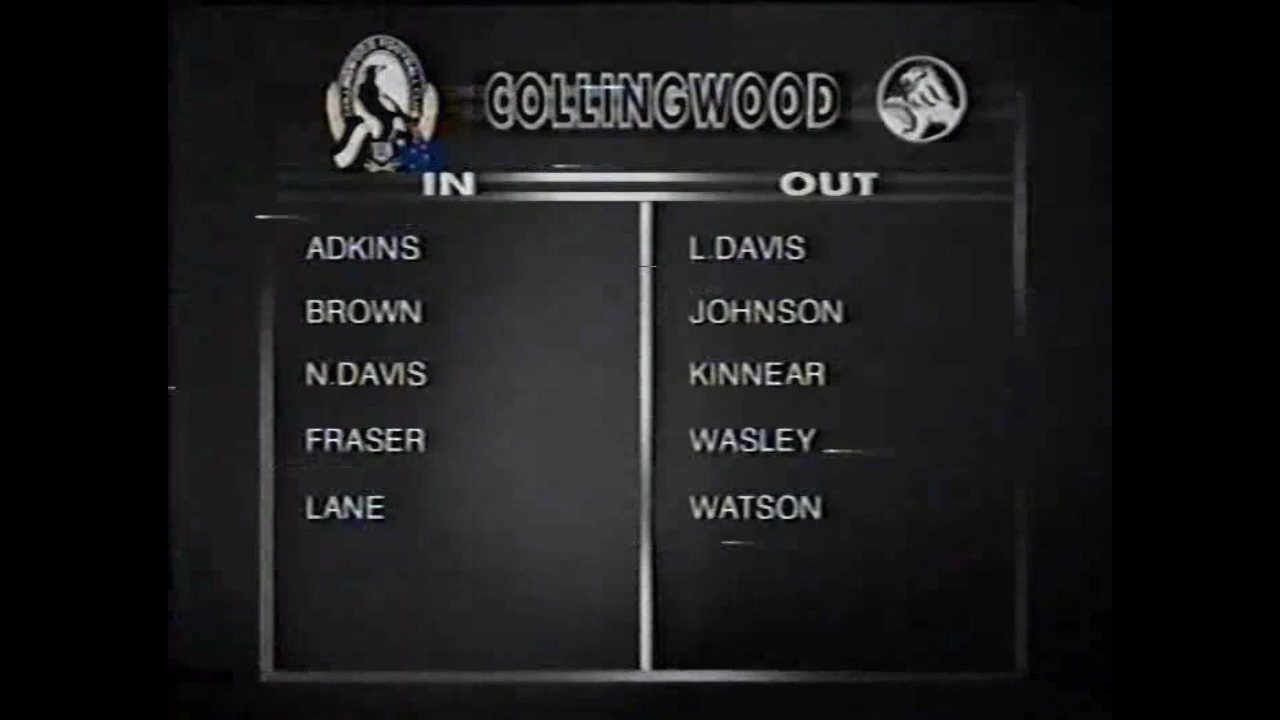 COLLINGWOOD
IN OUT
ADKINS L.DAVIS
BROWN JOHNSON
N.DAVIS KINNEAR
FRASER WASLEY
LANE WATSON